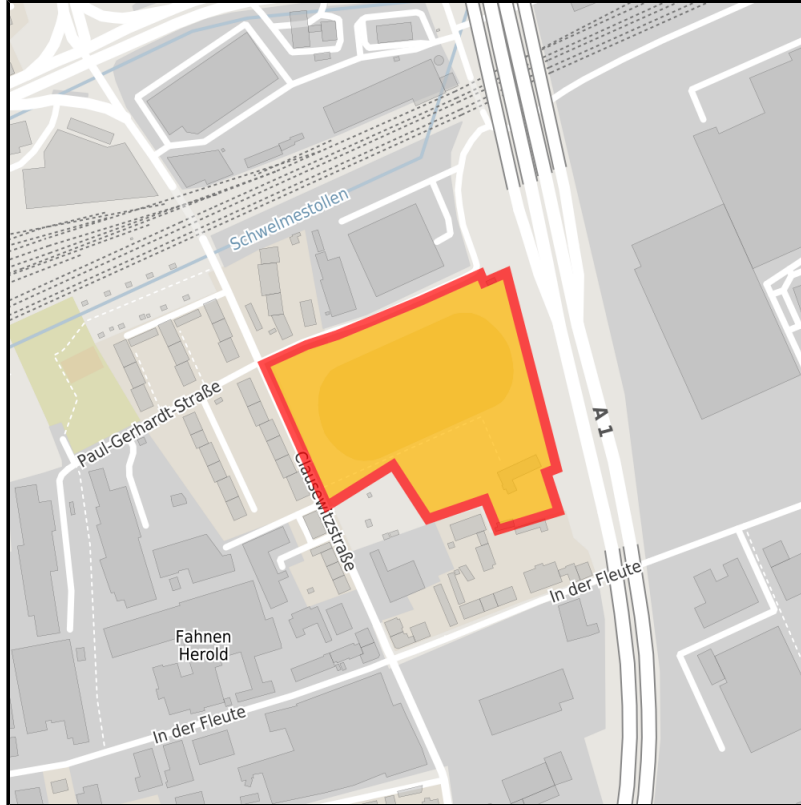 Schwelmestollen
A 1
Paul-Gerhardt-Straße
Clausewitzstraße
In der Fleute
Fahnen
Herold
In der Fleute